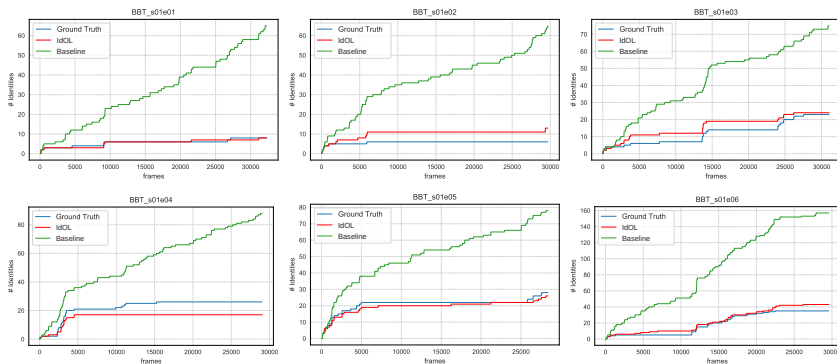 BBT_s01e01
# Identities
60
50
40
30
20
10
0
Ground Truth
IdOL
Baseline
0
5000
10000
15000
20000
25000
30000
frames
BBT_s01e02
# Identities
60
50
40
30
20
10
0
Ground Truth
IdOL
Baseline
0
5000
10000
15000
20000
25000
30000
frames
BBT_s01e03
# Identities
70
60
50
40
30
20
10
0
Ground Truth
IdOL
Baseline
0
5000
10000
15000
20000
25000
30000
frames
BBT_s01e04
# Identities
80
60
40
20
0
Ground Truth
IdOL
Baseline
0
5000
10000
15000
20000
25000
30000
frames
BBT_s01e05
# Identities
80
70
60
50
40
30
20
10
0
Ground Truth
IdOL
Baseline
0
5000
10000
15000
20000
25000
frames
BBT_s01e06
# Identities
160
140
120
100
80
60
40
20
0
Ground Truth
IdOL
Baseline
0
5000
10000
15000
20000
25000
30000
frames